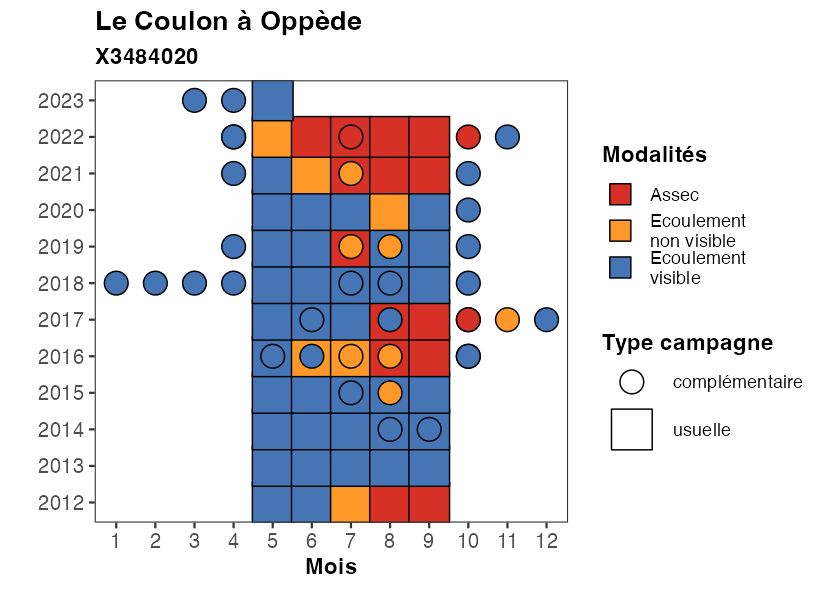 Le Coulon à Oppède
X3484020
2023
2022
2021
2020
2019
2018
2017
2016
2015
2014
2013
2012
1 2 3 4 5 6 7 8 9 10 11 12
Mois
Modalités
Assec
Ecoulement
non visible
Ecoulement
visible
Type campagne
complémentaire
usuelle